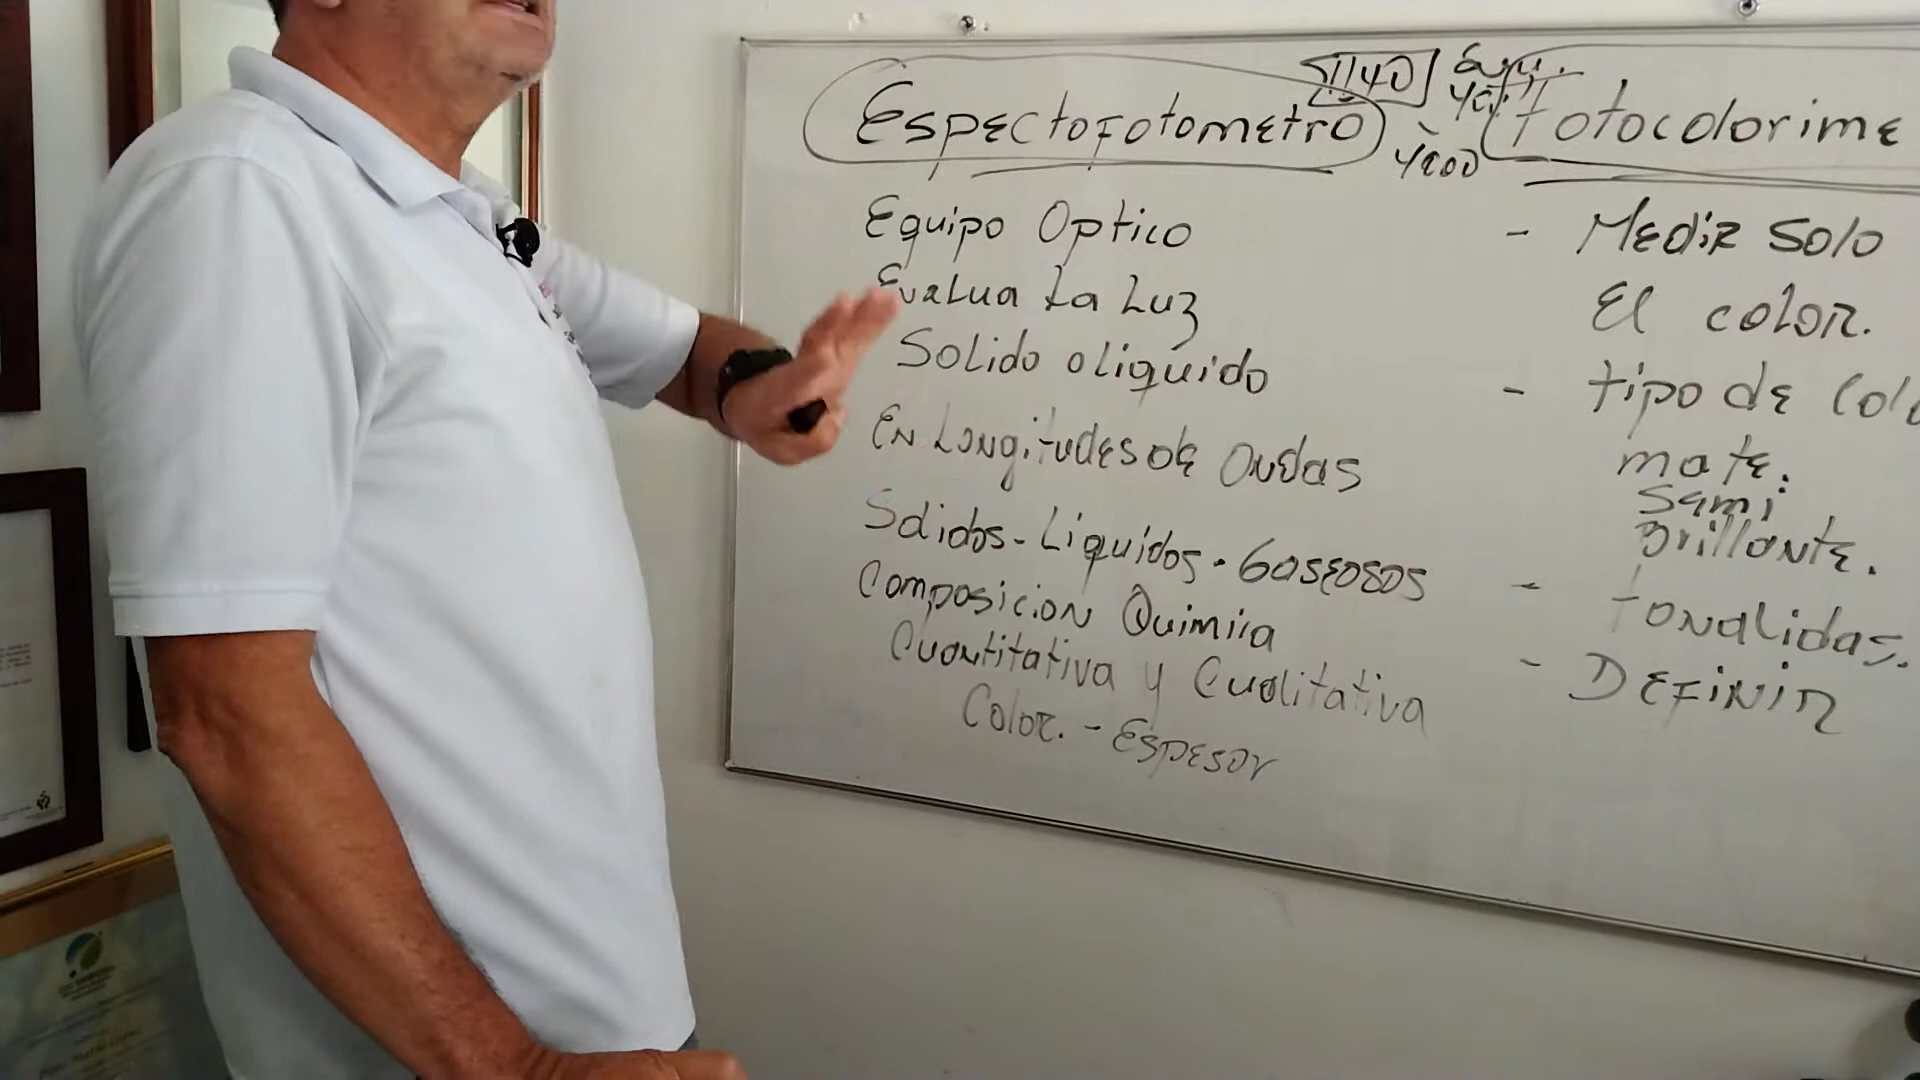 Espectofotometro
Equipo Optico
Evalua La Luz
Solido o liquido
En Longitudes de Ondas
Solidos - Liquidos - Gaseosos
Composicion Quimica
Cuantitativa y Cualitativa
Color. - Espesor
Fotocolorime
- Medir Solo
El color.
- tipo de Colo
mate.
Semi
Brillante.
- Tonalidas.
- Definir